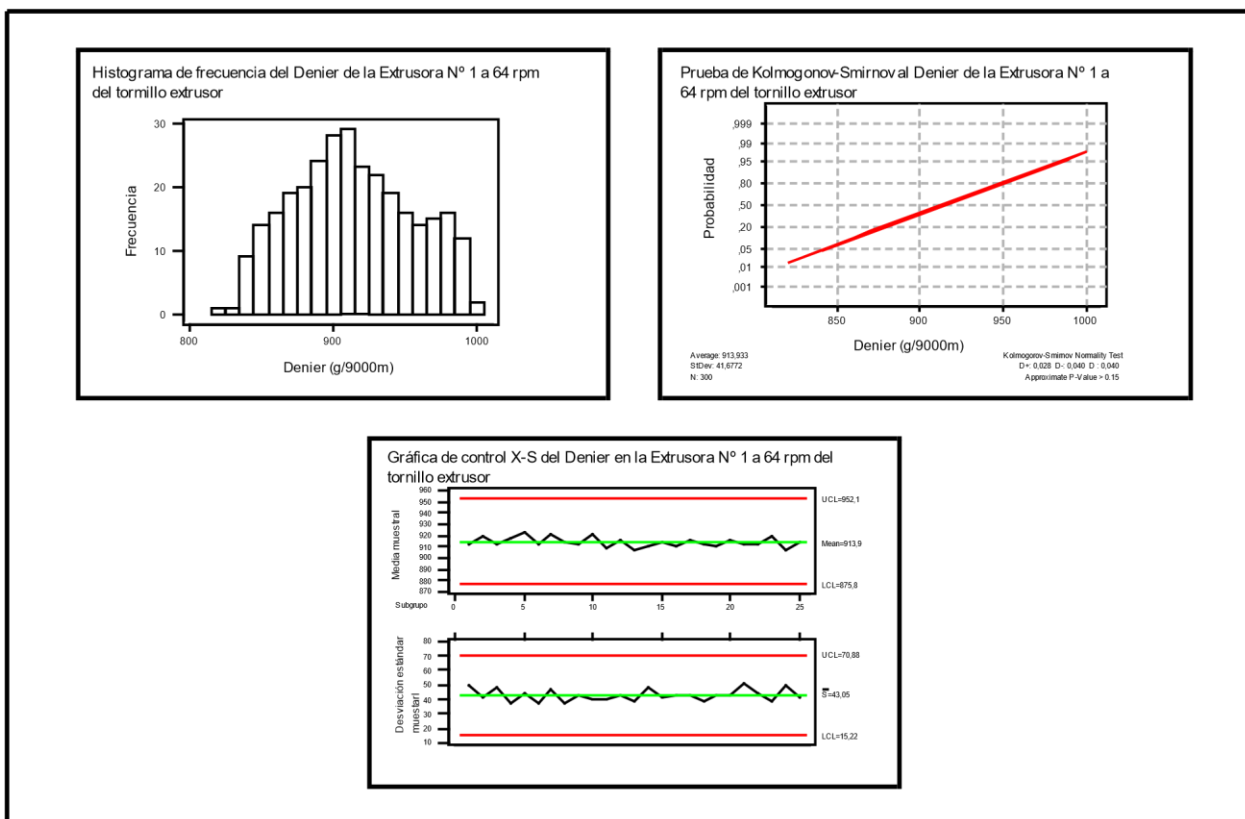 Histograma de frecuencia del Denier de la Extrusora Nº 1 a 64 rpm
del tormillo extrusor
30
20
10
0
Frecuencia
800
900
1000
Denier (g/9000m)
Prueba de Kolmogonov-Smirnov al Denier de la Extrusora Nº 1 a
64 rpm del tornillo extrusor
,999
,99
,95
,80
,50
,20
,05
,01
,001
Probabilidad
850
900
950
1000
Denier (g/9000m)
Average: 913,933
StDev: 41,6772
N: 300
Kolmogorov-Smirnov Normality Test
D+: 0,028 D-: 0,040 D : 0,040
Approximate P-Value > 0.15
Gráfica de control X-S del Denier en la Extrusora Nº 1 a 64 rpm del
tornillo extrusor
960
950
940
930
920
910
900
890
880
870
Media muestral
UCL=952,1
Mean=913,9
LCL=875,8
Subgrupo
0
5
10
15
20
25
80
70
60
50
40
30
20
10
Desviación estándar
muestarl
UCL=70,88
S=43,05
LCL=15,22